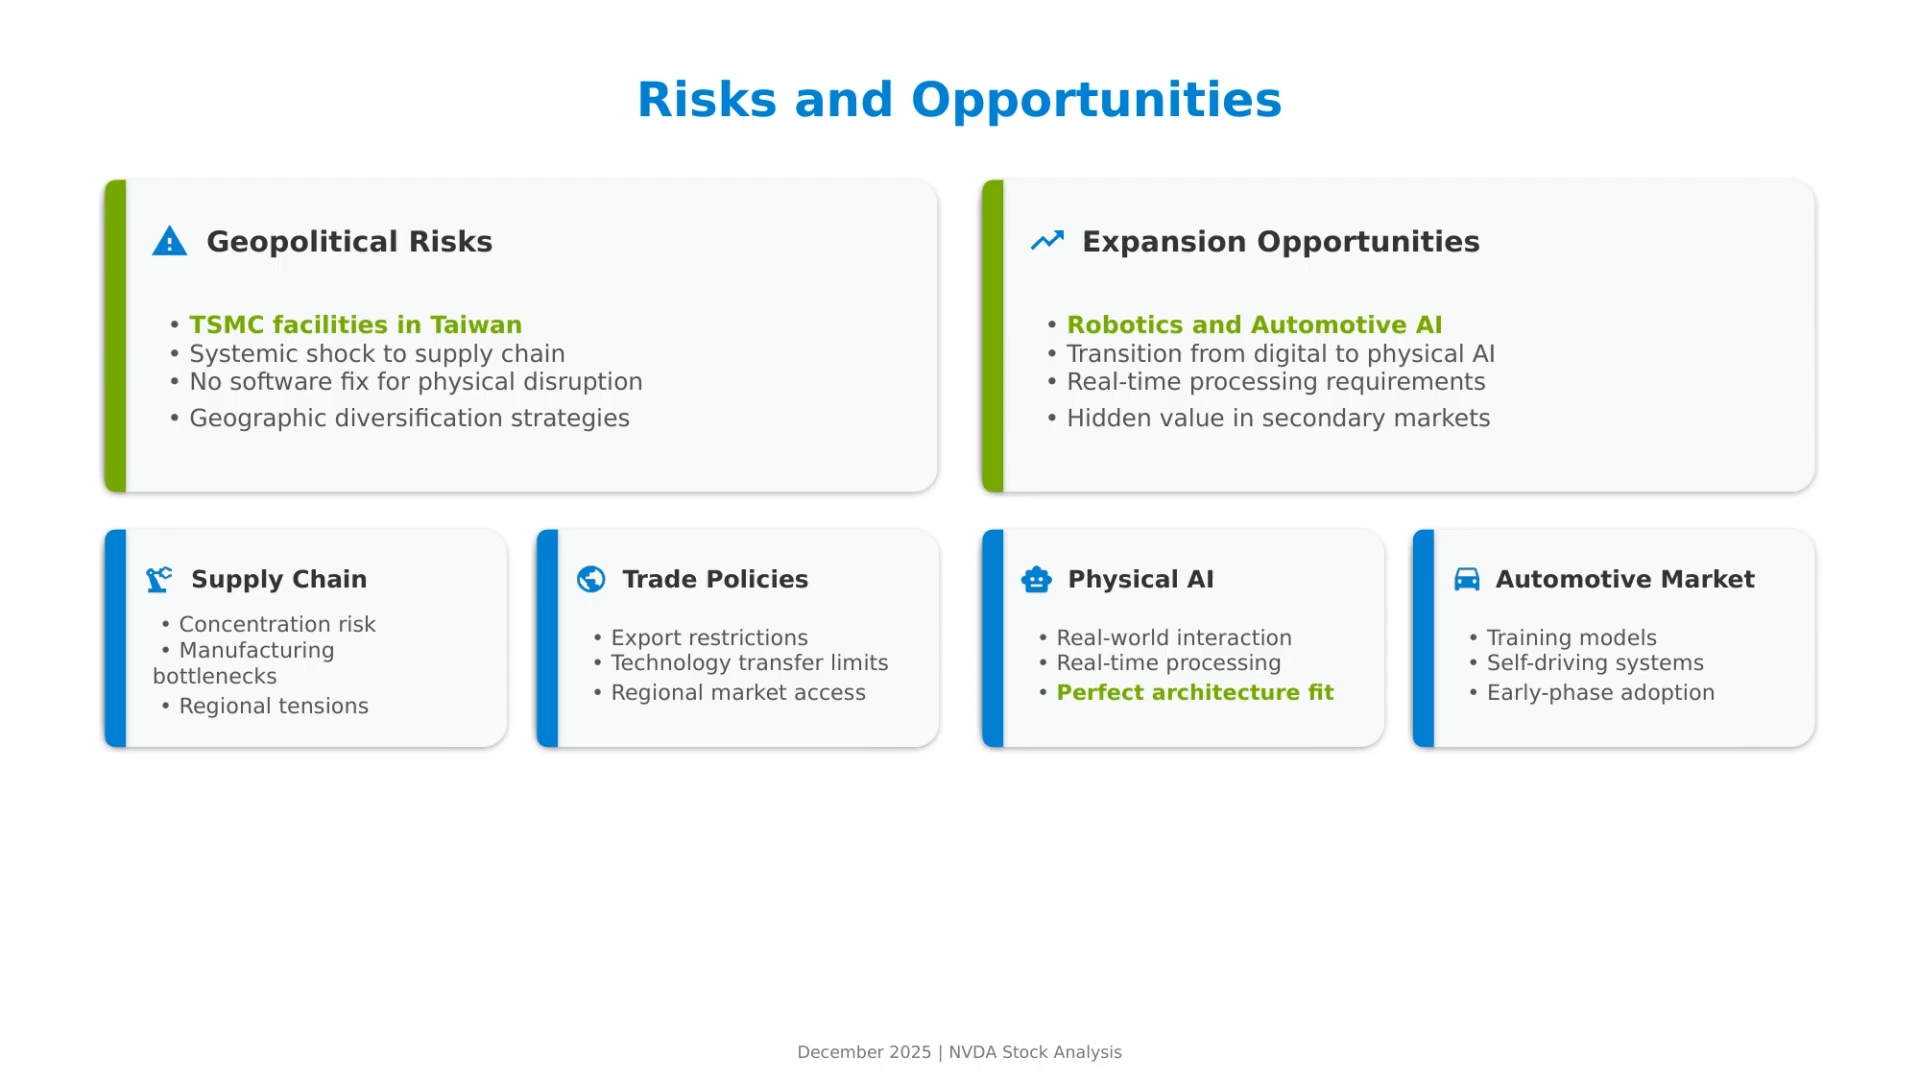 Risks and Opportunities
Geopolitical Risks
• TSMC facilities in Taiwan
• Systemic shock to supply chain
• No software fix for physical disruption
• Geographic diversification strategies
Expansion Opportunities
• Robotics and Automotive AI
• Transition from digital to physical AI
• Real-time processing requirements
• Hidden value in secondary markets
Supply Chain
• Concentration risk
• Manufacturing
bottlenecks
• Regional tensions
Trade Policies
• Export restrictions
• Technology transfer limits
• Regional market access
Physical AI
• Real-world interaction
• Real-time processing
• Perfect architecture fit
Automotive Market
• Training models
• Self-driving systems
• Early-phase adoption
December 2025 | NVDA Stock Analysis